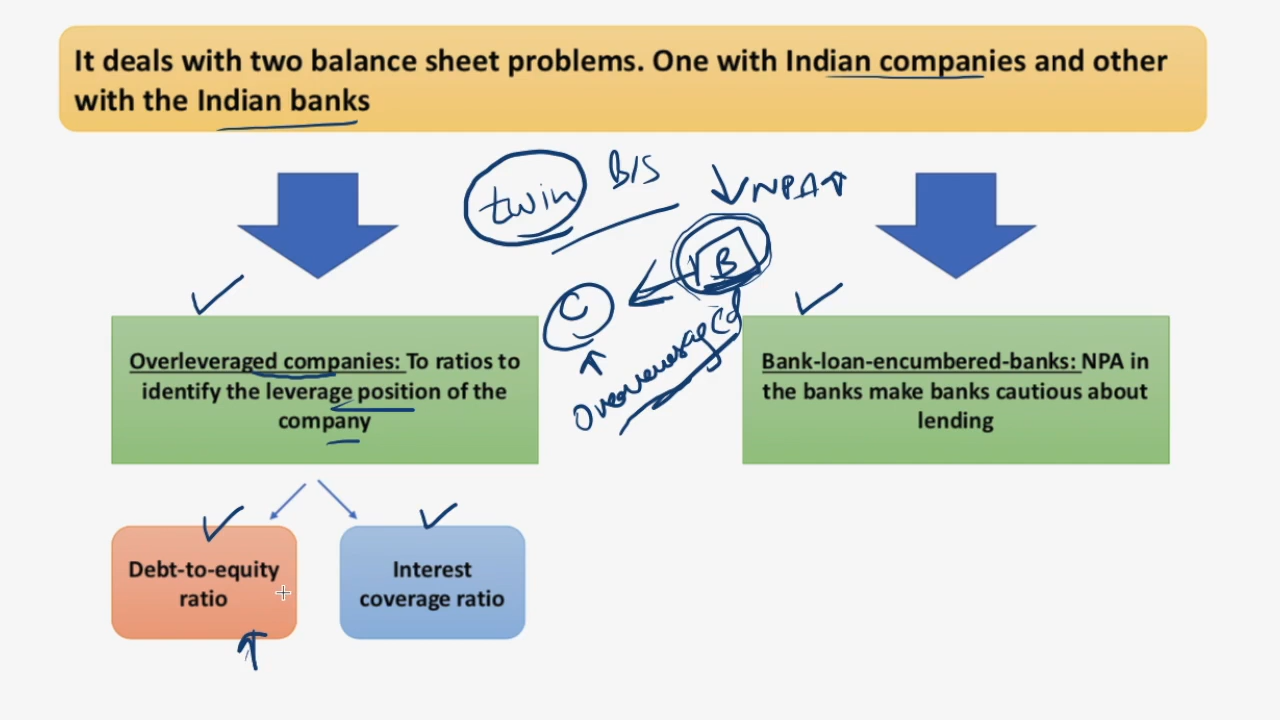 It deals with two balance sheet problems. One with Indian companies and other
with the Indian banks
twin B/S
↓NPA↑
B
C
Overleveraged companies: To ratios to
identify the leverage position of the
company
Bank-loan-encumbered-banks: NPA in
the banks make banks cautious about
lending
Debt-to-equity
ratio
Interest
coverage ratio